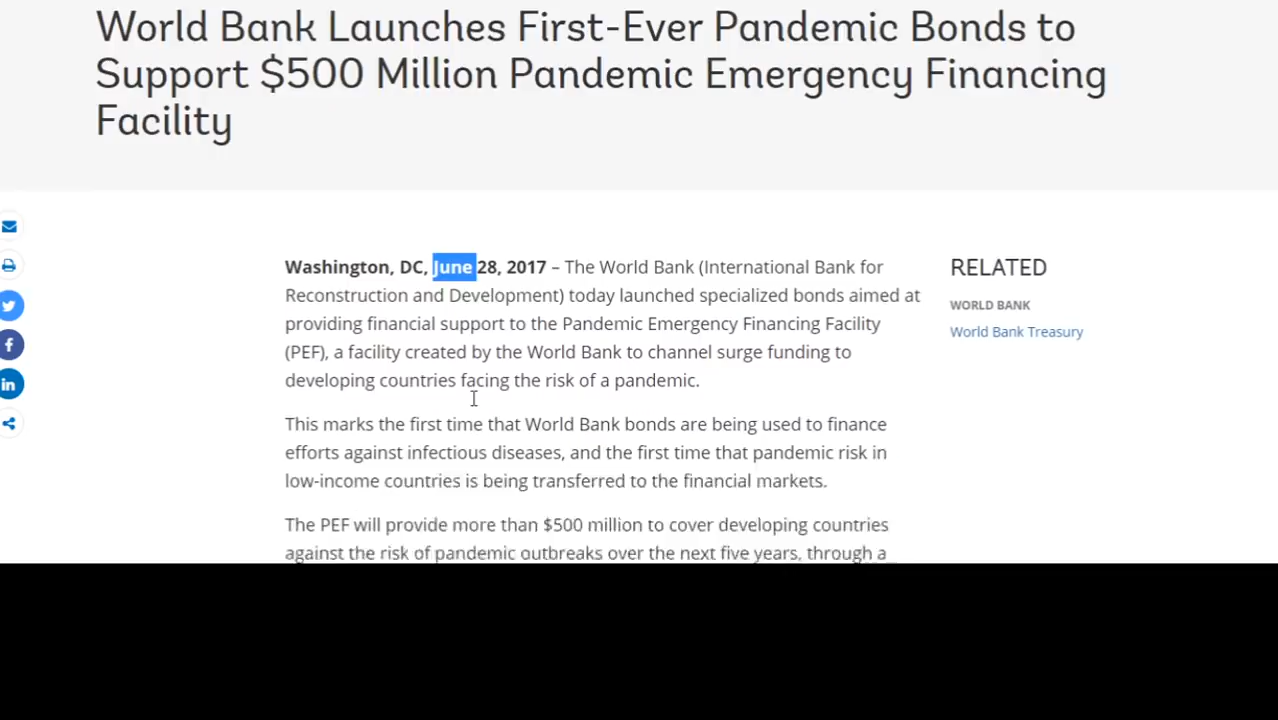 World Bank Launches First-Ever Pandemic Bonds to
Support $500 Million Pandemic Emergency Financing
Facility
Washington, DC, June 28, 2017 – The World Bank (International Bank for
Reconstruction and Development) today launched specialized bonds aimed at
providing financial support to the Pandemic Emergency Financing Facility
(PEF), a facility created by the World Bank to channel surge funding to
developing countries facing the risk of a pandemic.
This marks the first time that World Bank bonds are being used to finance
efforts against infectious diseases, and the first time that pandemic risk in
low-income countries is being transferred to the financial markets.
The PEF will provide more than $500 million to cover developing countries
against the risk of pandemic outbreaks over the next five years, through a
RELATED
WORLD BANK
World Bank Treasury